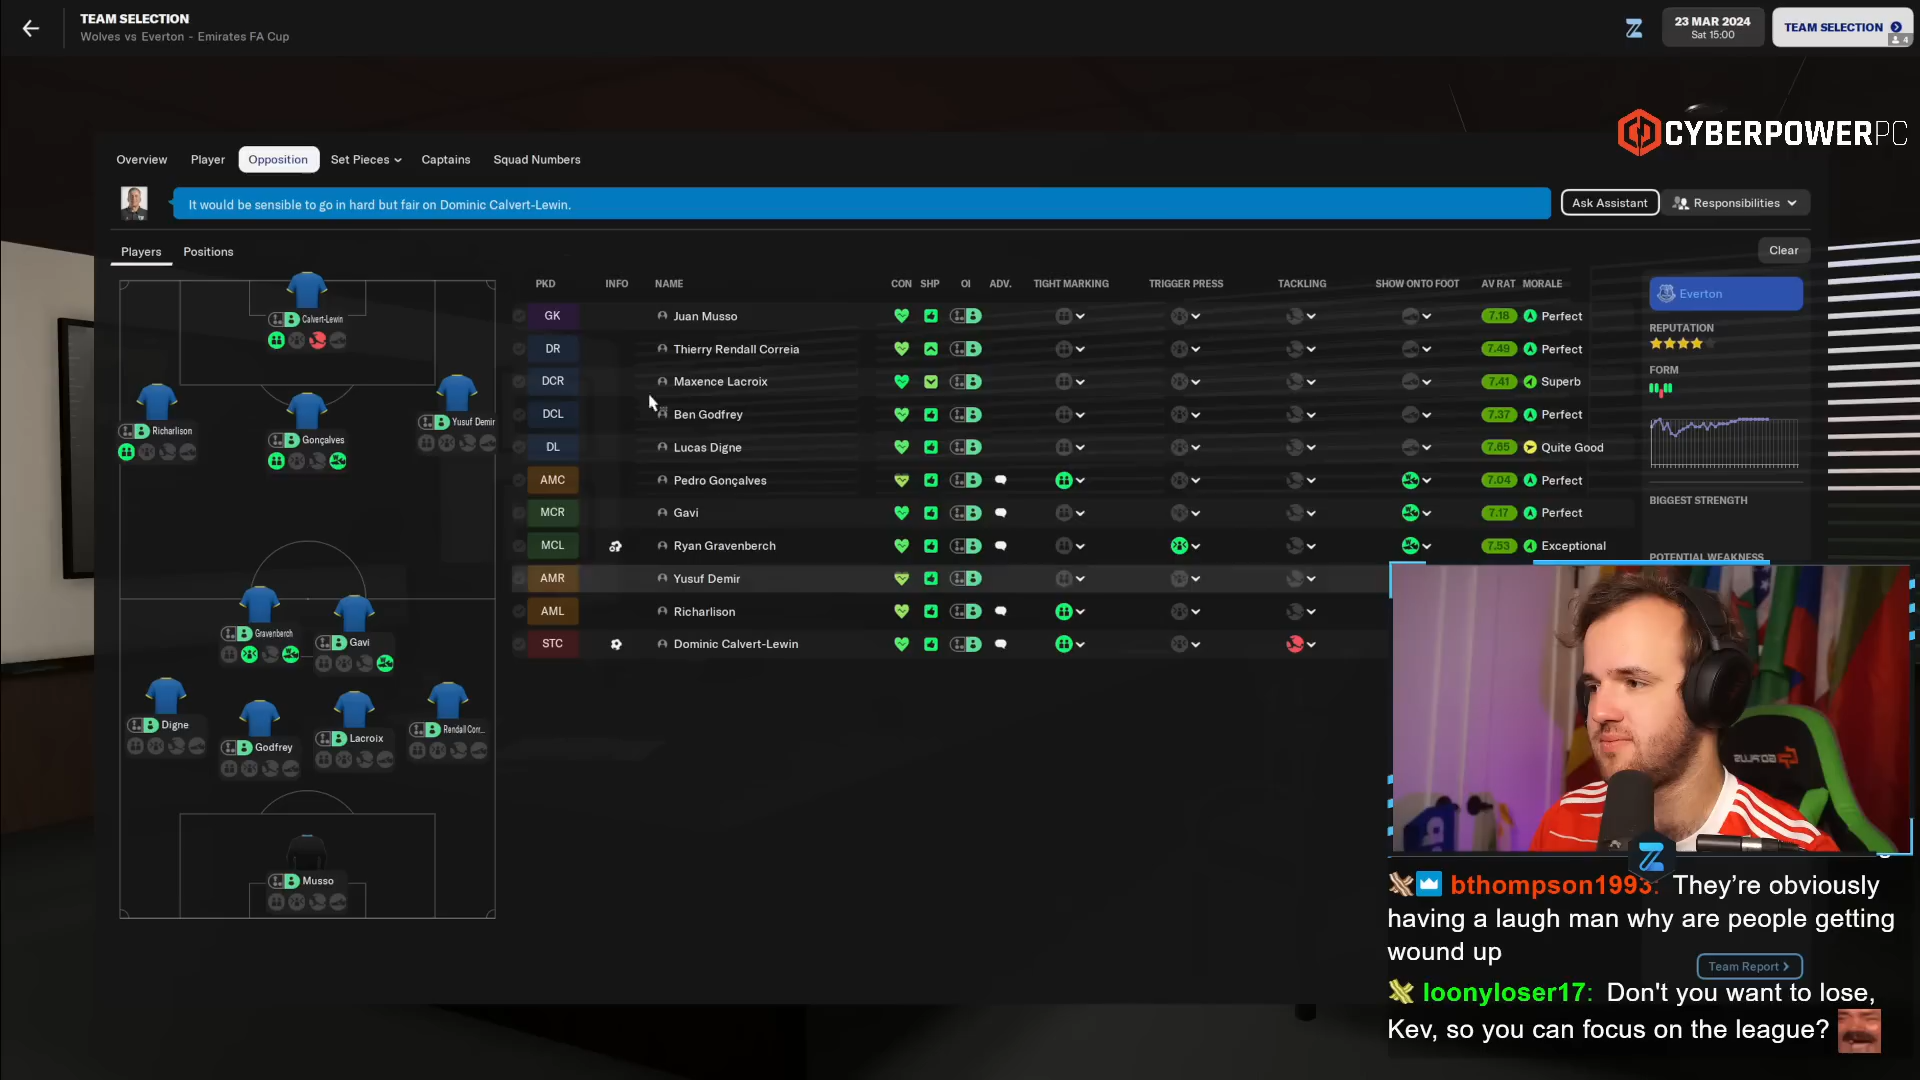 TEAM SELECTION
Wolves vs Everton - Emirates FA Cup
23 MAR 2024
Sat 15:00
TEAM SELECTION
4
CYBERPOWERPC
Overview Player Opposition Set Pieces Captains Squad Numbers
It would be sensible to go in hard but fair on Dominic Calvert-Lewin.
Ask Assistant
Responsibilities
Players Positions
Clear
PKD INFO NAME CON SHP OI ADV. TIGHT MARKING TRIGGER PRESS TACKLING SHOW ONTO FOOT AV RAT MORALE
GK Juan Musso 7.18 Perfect
DR Thierry Rendall Correia 7.49 Perfect
DCR Maxence Lacroix 7.41 Superb
DCL Ben Godfrey 7.37 Perfect
DL Lucas Digne 7.65 Quite Good
AMC Pedro Gonçalves 7.04 Perfect
MCR Gavi 7.17 Perfect
MCL Ryan Gravenberch 7.53 Exceptional
AMR Yusuf Demir
AML Richarlison
STC Dominic Calvert-Lewin
Calvert-Lewin
Richarlison
Gonçalves
Yusuf Demir
Gravenberch
Gavi
Digne
Godfrey
Lacroix
Rendall Corr...
Musso
Everton
REPUTATION
FORM
BIGGEST STRENGTH
POTENTIAL WEAKNESS
bthompson1993: They're obviously
having a laugh man why are people getting
wound up
Team Report
loonyloser17: Don't you want to lose,
Kev, so you can focus on the league?